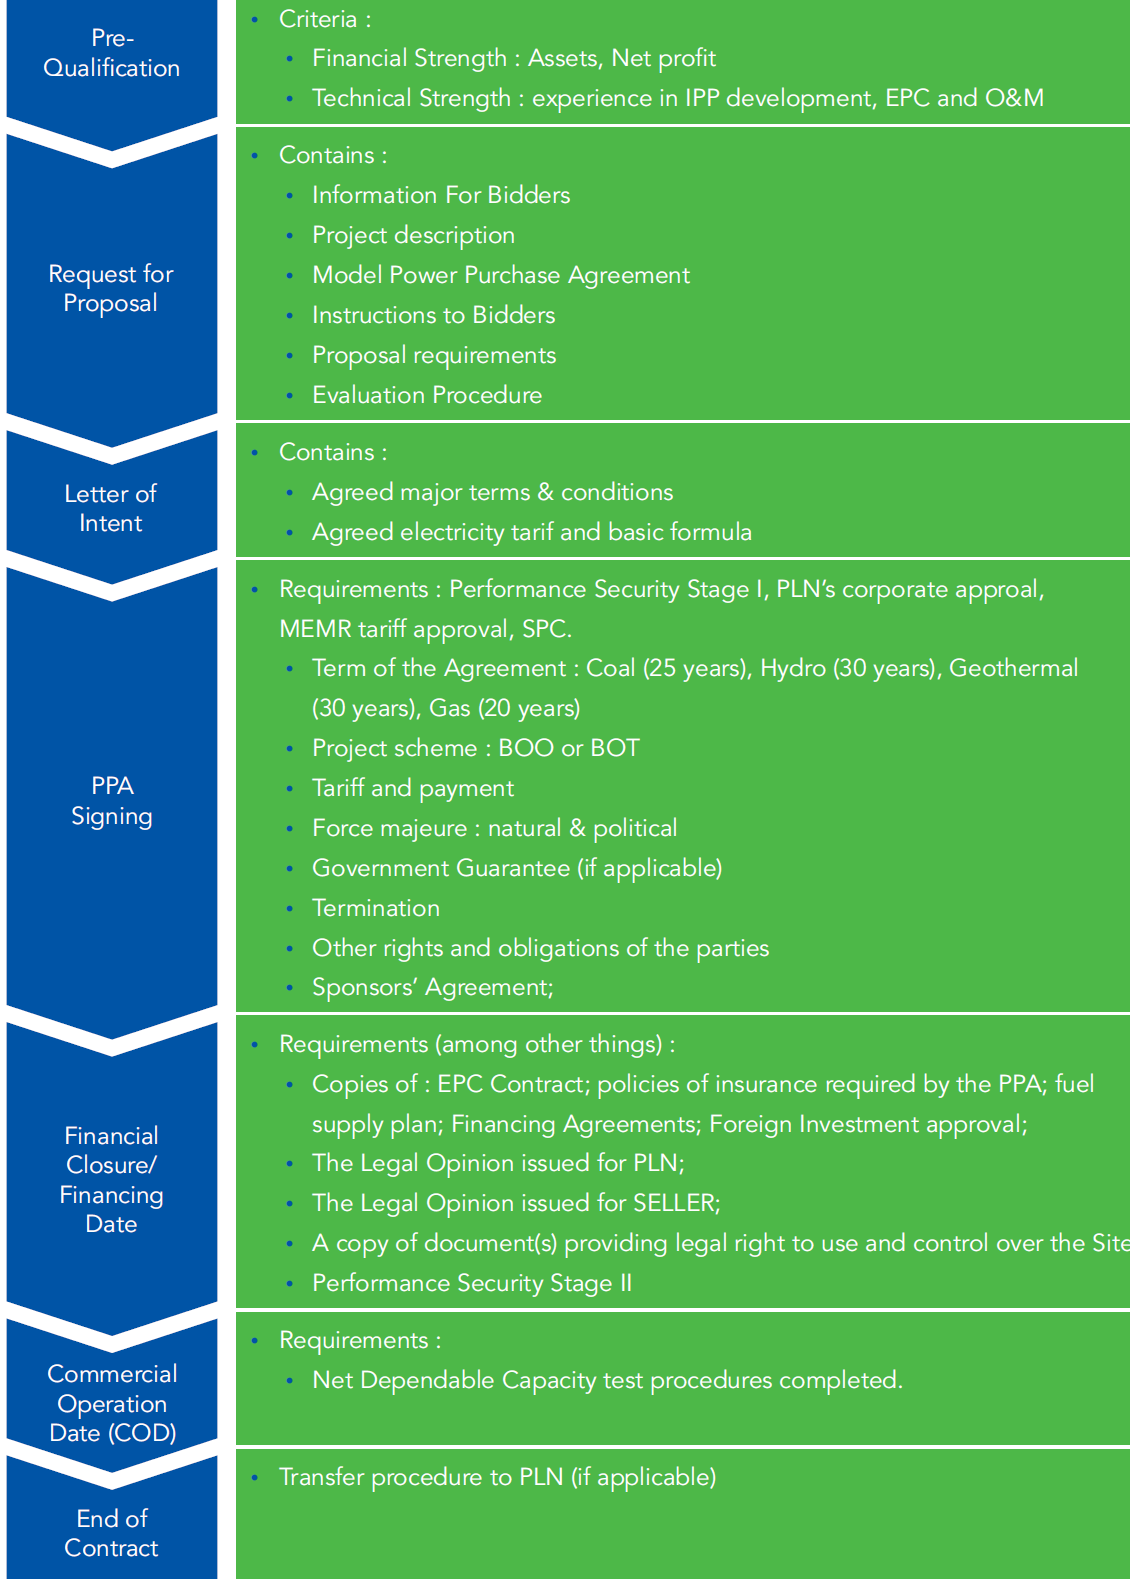 Pre-
Qualification
• Criteria :
• Financial Strength : Assets, Net profit
• Technical Strength : experience in IPP development, EPC and O&M
Request for
Proposal
• Contains :
• Information For Bidders
• Project description
• Model Power Purchase Agreement
• Instructions to Bidders
• Proposal requirements
• Evaluation Procedure
Letter of
Intent
• Contains :
• Agreed major terms & conditions
• Agreed electricity tarif and basic formula
PPA
Signing
• Requirements : Performance Security Stage I, PLN’s corporate approal,
MEMR tariff approval, SPC.
• Term of the Agreement : Coal (25 years), Hydro (30 years), Geothermal
(30 years), Gas (20 years)
• Project scheme : BOO or BOT
• Tariff and payment
• Force majeure : natural & political
• Government Guarantee (if applicable)
• Termination
• Other rights and obligations of the parties
• Sponsors’ Agreement;
Financial
Closure/
Financing
Date
• Requirements (among other things) :
• Copies of : EPC Contract; policies of insurance required by the PPA; fuel
supply plan; Financing Agreements; Foreign Investment approval;
• The Legal Opinion issued for PLN;
• The Legal Opinion issued for SELLER;
• A copy of document(s) providing legal right to use and control over the Site
• Performance Security Stage II
Commercial
Operation
Date (COD)
• Requirements :
• Net Dependable Capacity test procedures completed.
End of
Contract
• Transfer procedure to PLN (if applicable)